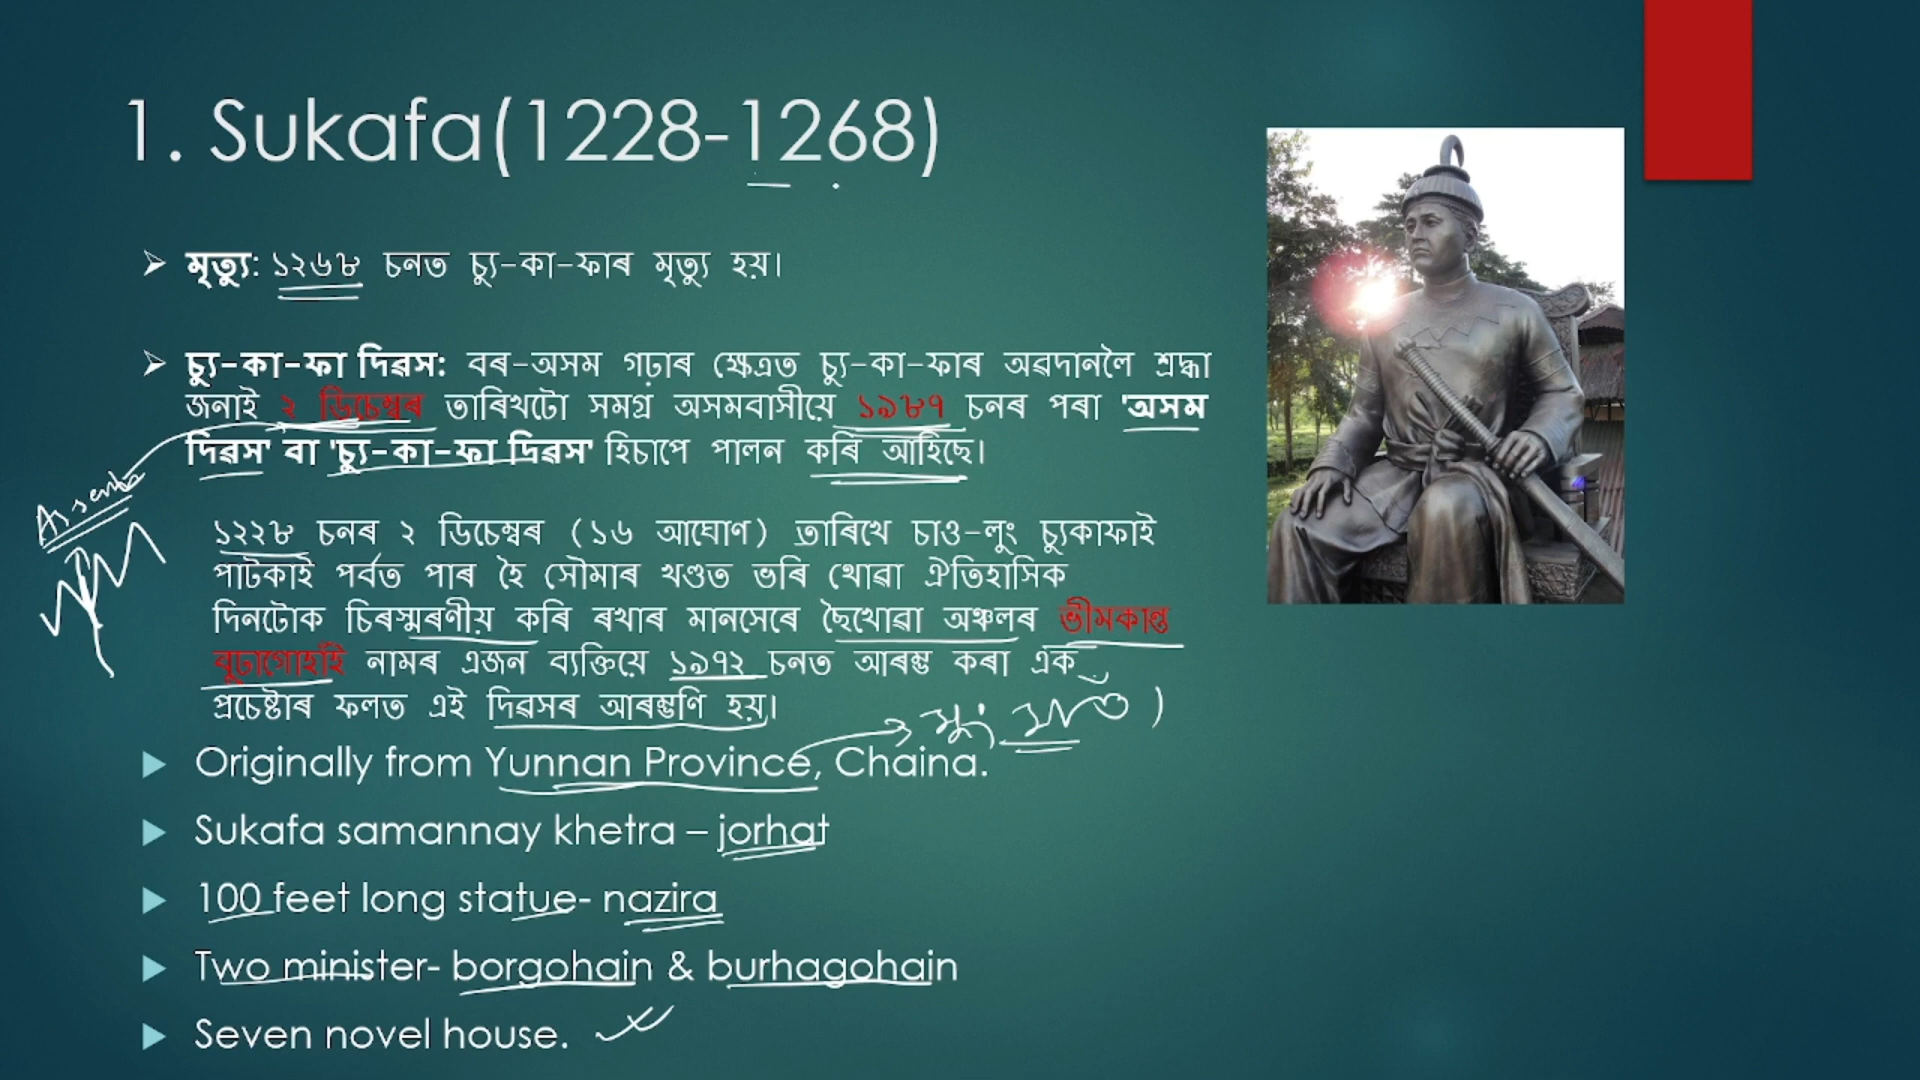 1. Sukafa(1228-1268)
মৃত্যু: ১২৬৮ চনত চ্যু-কা-ফাৰ মৃত্যু হয়।
চ্যু-কা-ফা দিৱস: বৰ-অসম গঢ়াৰ ক্ষেত্ৰত চ্যু-কা-ফাৰ অৱদানলৈ শ্ৰদ্ধা
জনাই ২ ডিচেম্বৰ তাৰিখটো সমগ্ৰ অসমবাসীয়ে ১৯৮৭ চনৰ পৰা 'অসম
দিৱস' বা 'চ্যু-কা-ফা দিৱস' হিচাপে পালন কৰি আহিছে।
১২২৮ চনৰ ২ ডিচেম্বৰ (১৬ আঘোণ) তাৰিখে চাও-লুং চ্যুকাফাই
পাটকাই পৰ্বত পাৰ হৈ সৌমাৰ খণ্ডত ভৰি থোৱা ঐতিহাসিক
দিনটোক চিৰস্মৰণীয় কৰি ৰখাৰ মানসেৰে ছৈখোৱা অঞ্চলৰ ভীমকান্ত
বুঢ়াগোহাঁই নামৰ এজন ব্যক্তিয়ে ১৯৭২ চনত আৰম্ভ কৰা এক
প্ৰচেষ্টাৰ ফলত এই দিৱসৰ আৰম্ভণি হয়।
Originally from Yunnan Province, Chaina.
Sukafa samannay khetra – jorhat
100 feet long statue- nazira
Two minister- borgohain & burhagohain
Seven novel house.